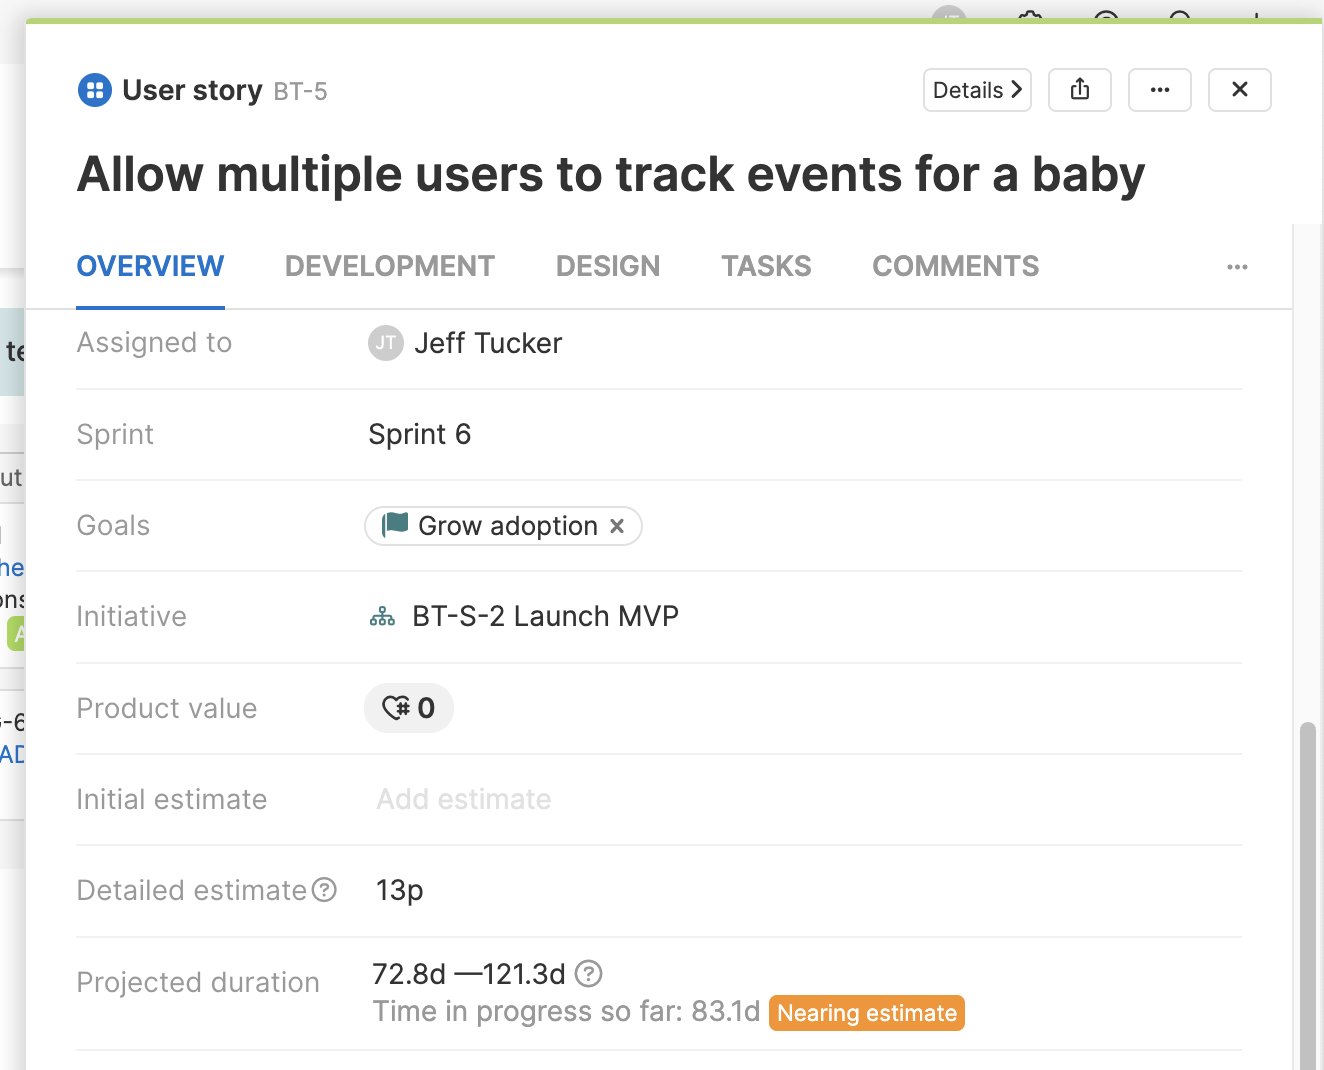 User story BT-5
Details
Allow multiple users to track events for a baby
OVERVIEW DEVELOPMENT DESIGN TASKS COMMENTS
Assigned to JT Jeff Tucker
Sprint Sprint 6
Goals Grow adoption
Initiative BT-S-2 Launch MVP
Product value 0
Initial estimate Add estimate
Detailed estimate 13p
Projected duration 72.8d —121.3d
Time in progress so far: 83.1d Nearing estimate